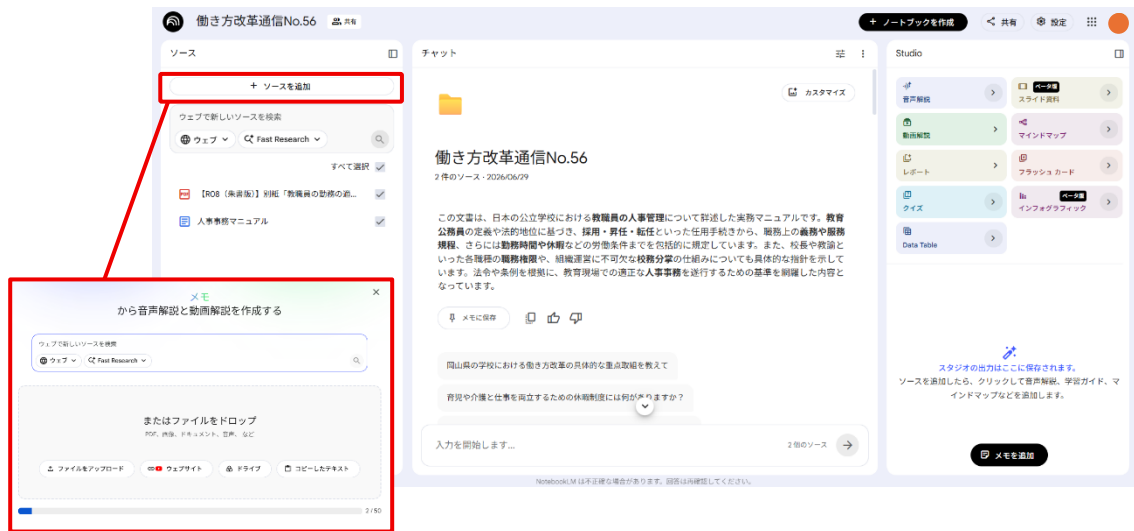 働き方改革通信No.56
共有
+ ノートブックを作成
共有
設定
ソース
+ ソースを追加
ウェブで新しいソースを検索
ウェブ
Fast Research
すべて選択
PDF
【R08（朱書版）】別紙「教職員の勤務の適...
人事事務マニュアル
チャット
カスタマイズ
働き方改革通信No.56
2 件のソース・2026/06/29
この文書は、日本の公立学校における教職員の人事管理について詳述した実務マニュアルです。教育
公務員の定義や法的地位に基づき、採用・昇任・転任といった任用手続きから、職務上の義務や服務
規程、さらには勤務時間や休暇などの労働条件までを包括的に規定しています。また、校長や教諭と
いった各職種の職務権限や、組織運営に不可欠な校務分掌の仕組みについても具体的な指針を示して
います。法令や条例を根拠に、教育現場での適正な人事事務を遂行するための基準を網羅した内容と
なっています。
メモに保存
岡山県の学校における働き方改革の具体的な重点取組を教えて
育児や介護と仕事を両立するための休暇制度には何がありますか？
入力を開始します...
2 個のソース
NotebookLM は不正確な場合があります。回答は再確認してください。
Studio
音声解説
ベータ版
スライド資料
動画解説
マインドマップ
レポート
フラッシュ カード
クイズ
ベータ版
インフォグラフィック
Data Table
スタジオの出力はここに保存されます。
ソースを追加したら、クリックして音声解説、学習ガイド、マ
インドマップなどを追加します。
メモを追加
メモ
から音声解説と動画解説を作成する
ウェブで新しいソースを検索
ウェブ
Fast Research
またはファイルをドロップ
PDF、画像、ドキュメント、音声、など
ファイルをアップロード
ウェブサイト
ドライブ
コピーしたテキスト
2 / 50